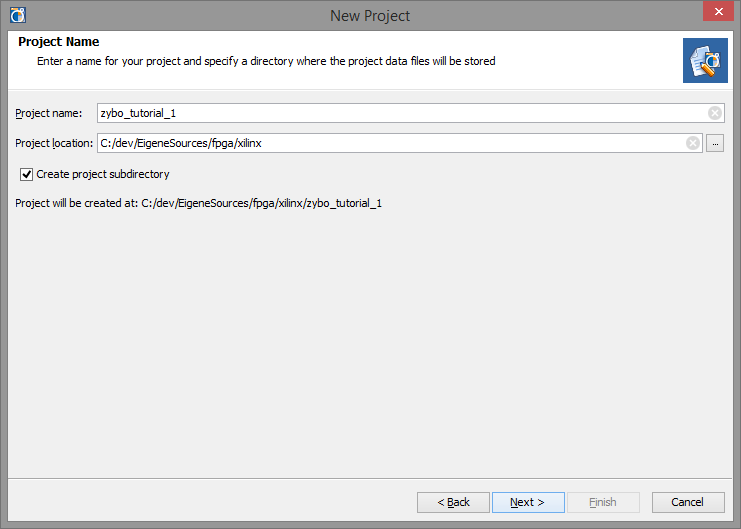 New Project
Project Name
Enter a name for your project and specify a directory where the project data files will be stored
Project name: zybo_tutorial_1
Project location: C:/dev/EigeneSources/fpga/xilinx ...
Create project subdirectory
Project will be created at: C:/dev/EigeneSources/fpga/xilinx/zybo_tutorial_1
< Back Next > Finish Cancel